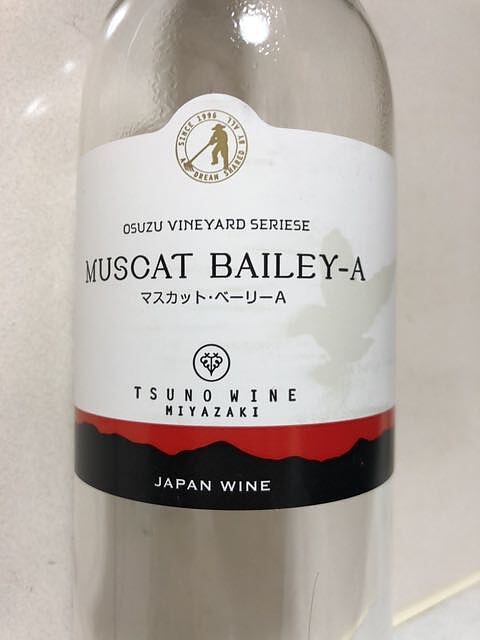 SINCE 1996
A DREAM SHARED BY ALL
OSUZU VINEYARD SERIESE
MUSCAT BAILEY-A
マスカット・ベーリーA
TSUNO WINE
MIYAZAKI
JAPAN WINE